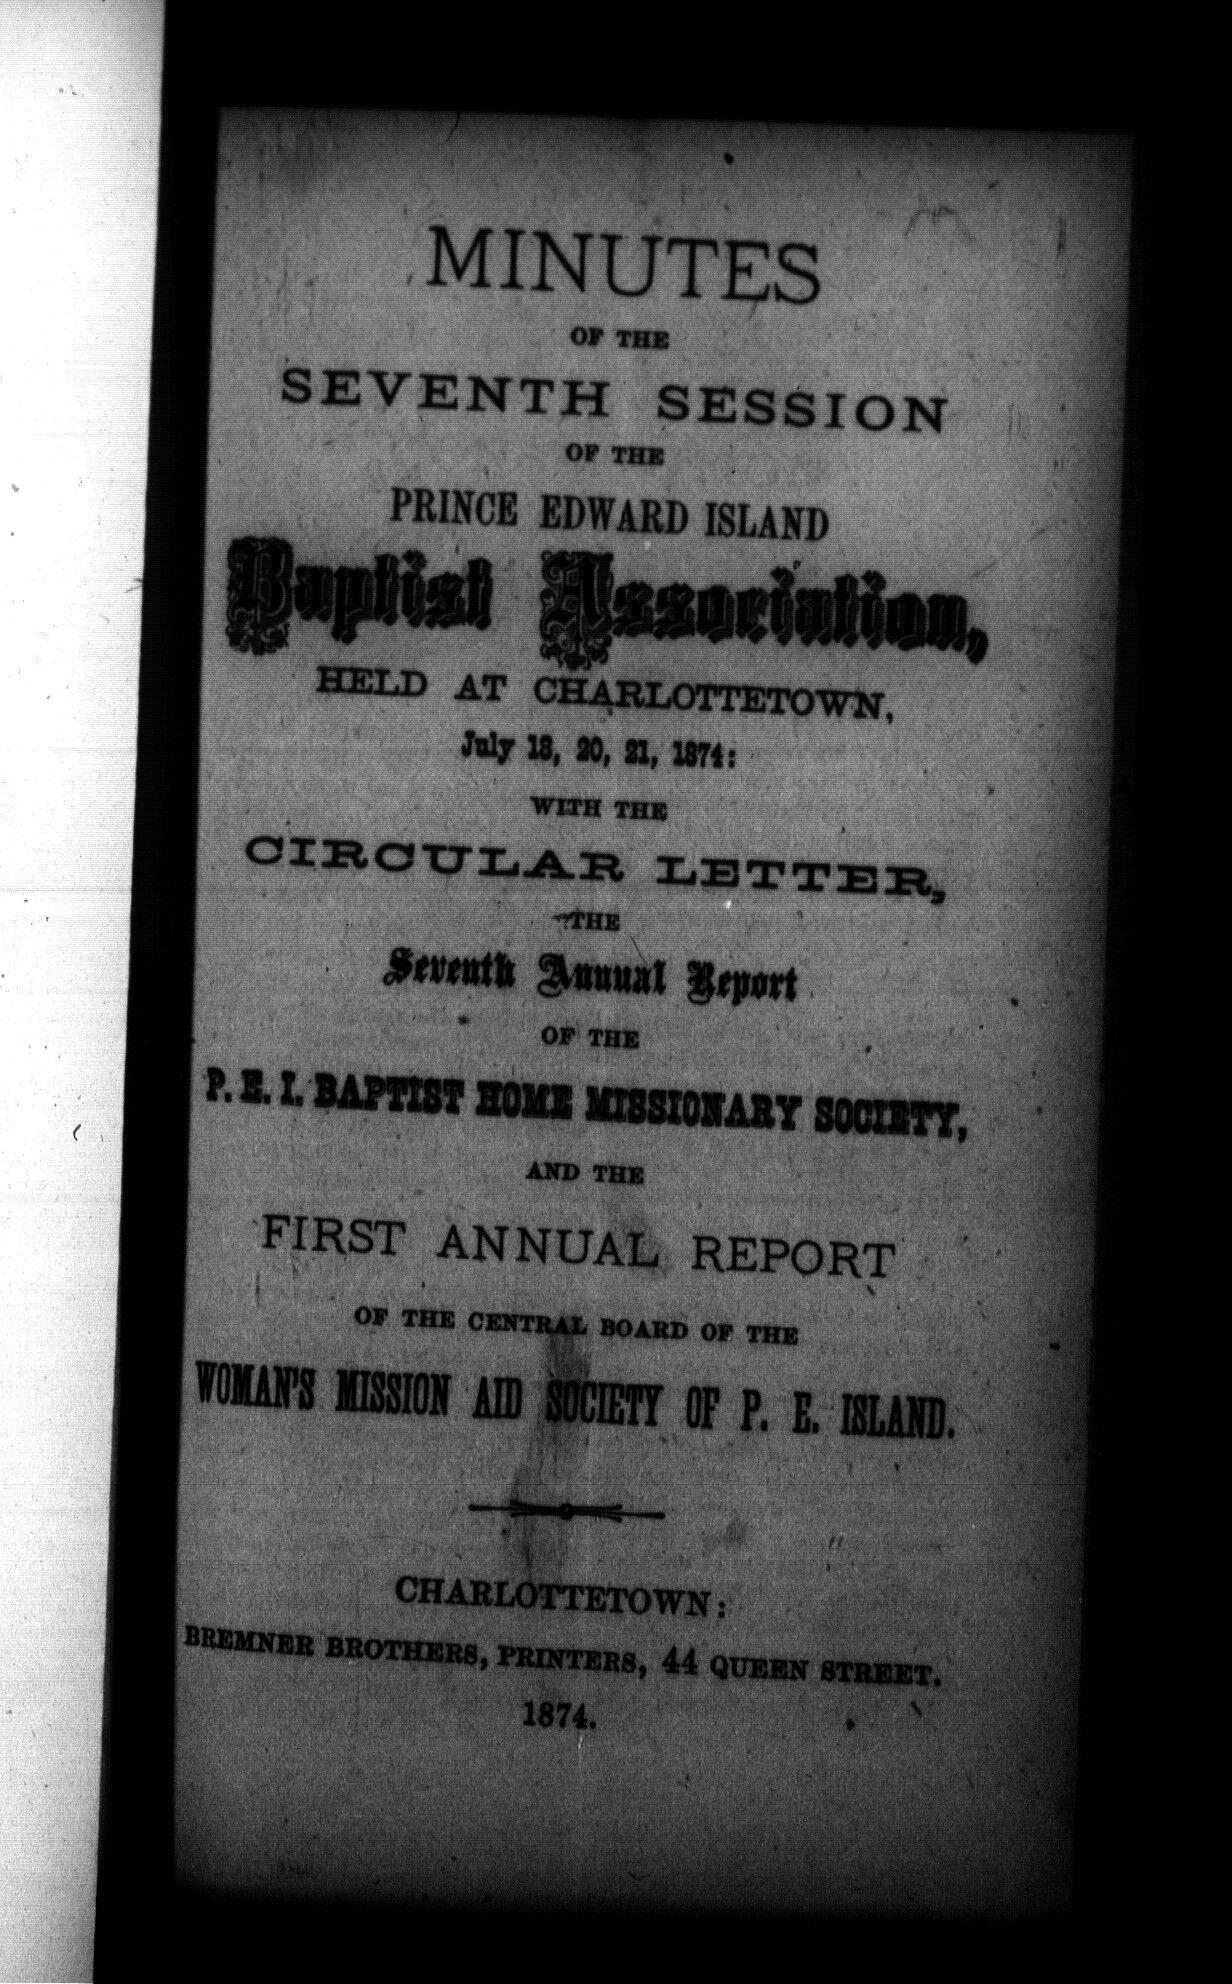 MINUTES
OF THE
SEVENTH SESSION
OF THE
PRINCE EDWARD ISLAND
Baptist Association,
HELD AT CHARLOTTETOWN,
July 18, 20, 21, 1874:
WITH THE
CIRCULAR LETTER,
THE
Seventh Annual Report
OF THE
P. E. I. BAPTIST HOME MISSIONARY SOCIETY,
AND THE
FIRST ANNUAL REPORT
OF THE CENTRAL BOARD OF THE
WOMAN'S MISSION AID SOCIETY OF P. E. ISLAND.
CHARLOTTETOWN:
BREMNER BROTHERS, PRINTERS, 44 QUEEN STREET.
1874.